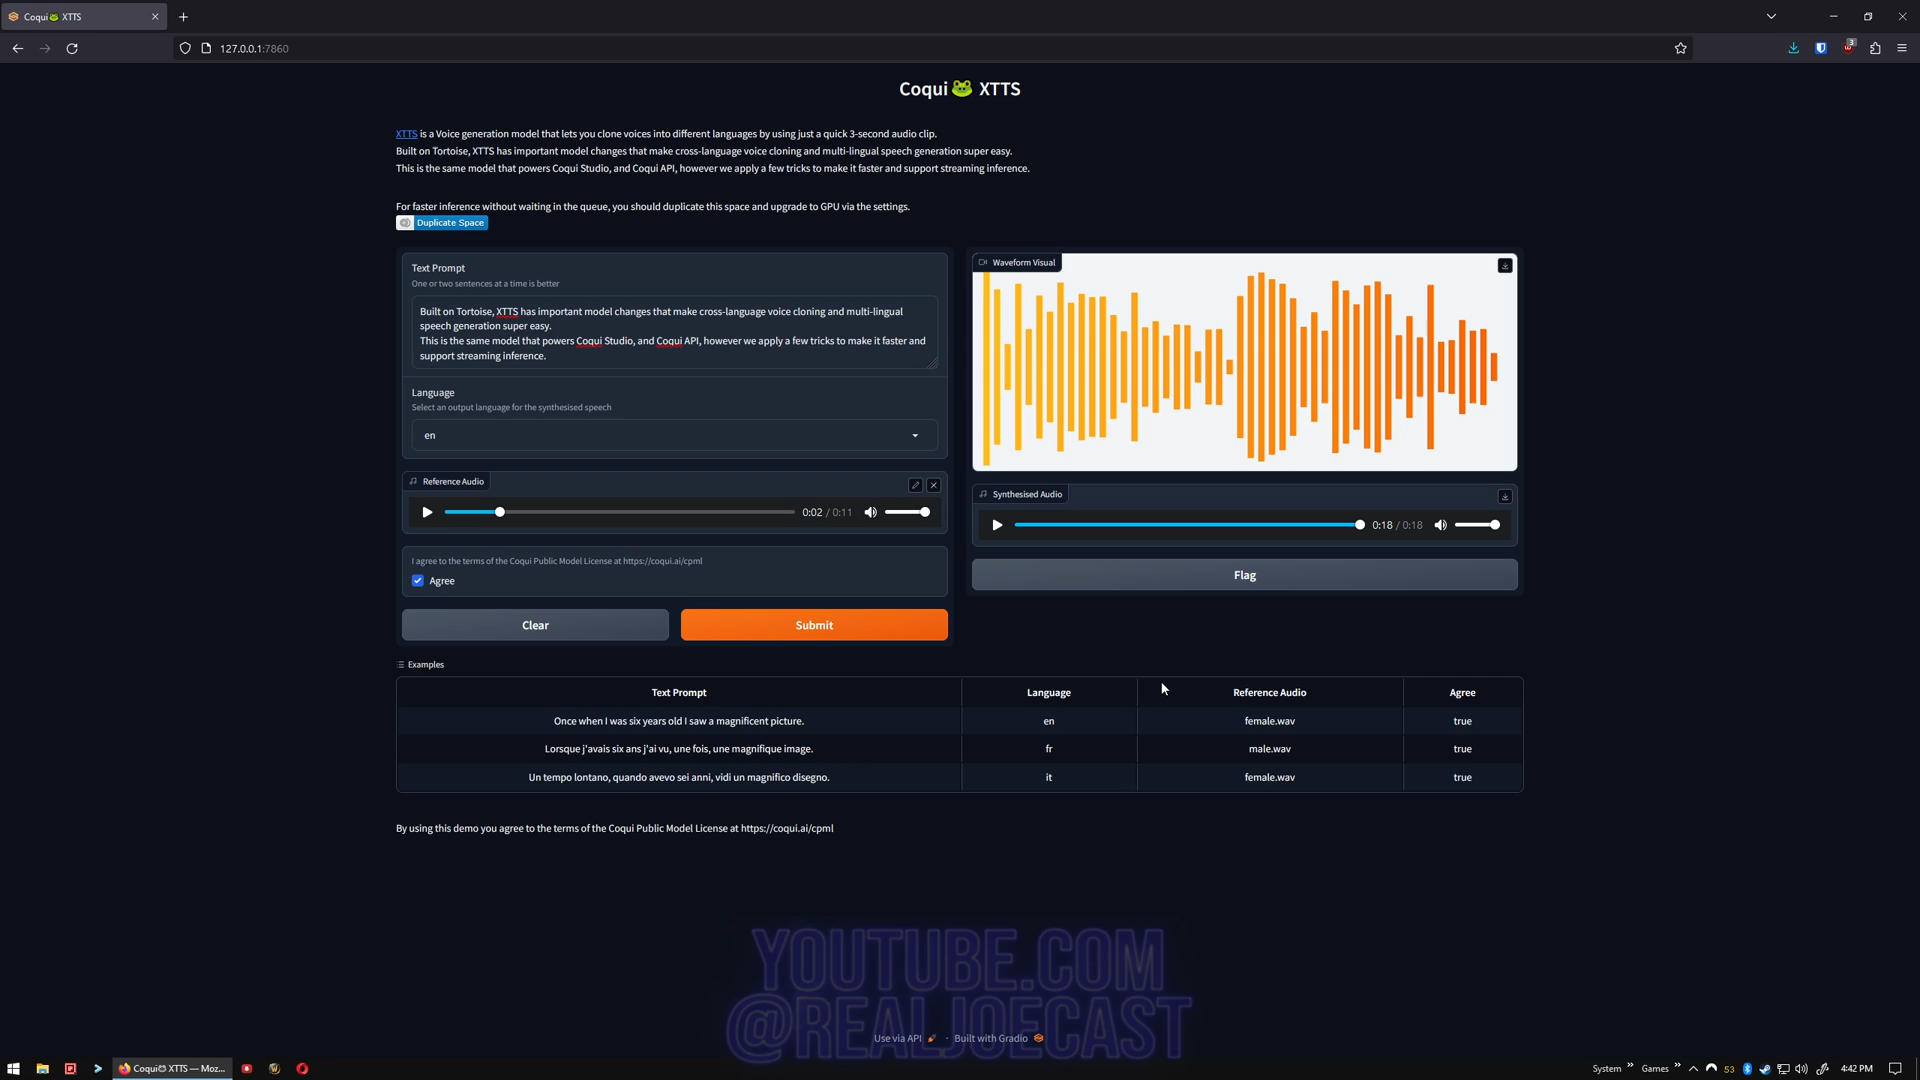 Coqui🐸 XTTS
127.0.0.1:7860
3
Coqui🐸 XTTS
XTTS is a Voice generation model that lets you clone voices into different languages by using just a quick 3-second audio clip.
Built on Tortoise, XTTS has important model changes that make cross-language voice cloning and multi-lingual speech generation super easy.
This is the same model that powers Coqui Studio, and Coqui API, however we apply a few tricks to make it faster and support streaming inference.
For faster inference without waiting in the queue, you should duplicate this space and upgrade to GPU via the settings.
Duplicate Space
Text Prompt
One or two sentences at a time is better
Built on Tortoise, XTTS has important model changes that make cross-language voice cloning and multi-lingual
speech generation super easy.
This is the same model that powers Coqui Studio, and Coqui API, however we apply a few tricks to make it faster and
support streaming inference.
Language
Select an output language for the synthesised speech
en
Reference Audio
0:02 / 0:11
I agree to the terms of the Coqui Public Model License at https://coqui.ai/cpml
Agree
Clear
Submit
Waveform Visual
Synthesised Audio
0:18 / 0:18
Flag
Examples
Text Prompt Language Reference Audio Agree
Once when I was six years old I saw a magnificent picture. en female.wav true
Lorsque j'avais six ans j'ai vu, une fois, une magnifique image. fr male.wav true
Un tempo lontano, quando avevo sei anni, vidi un magnifico disegno. it female.wav true
By using this demo you agree to the terms of the Coqui Public Model License at https://coqui.ai/cpml
YOUTUBE.COM
@REALJOECAST
Use via API · Built with Gradio
Coqui🐸 XTTS — Moz...
System » Games » 53 4:42 PM